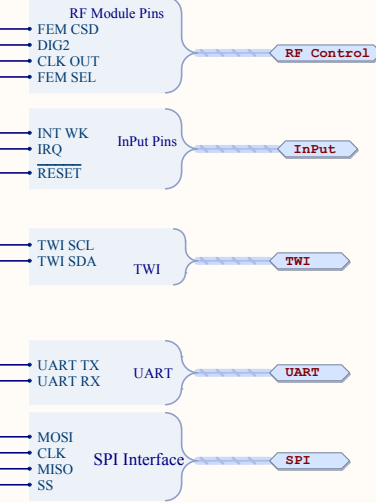 RF Module Pins
FEM CSD
DIG2
CLK OUT
FEM SEL
RF Control
INT WK
InPut Pins
IRQ
InPut
RESET
TWI SCL
TWI SDA
TWI
TWI
UART TX
UART
UART RX
UART
MOSI
CLK
SPI Interface
SPI
MISO
SS